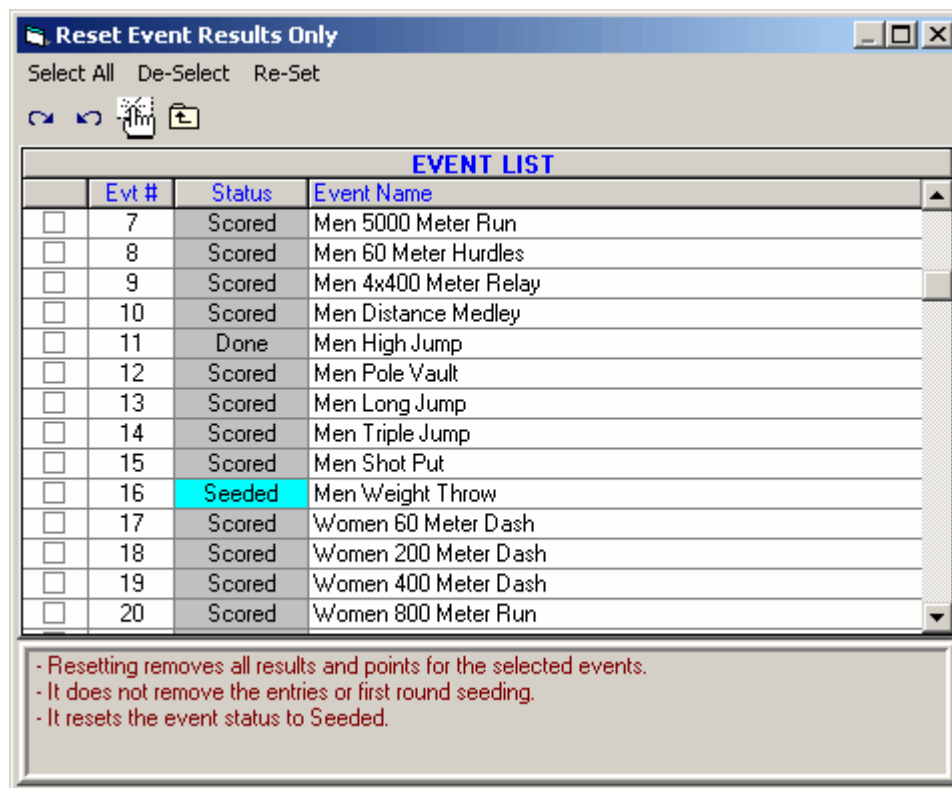 Reset Event Results Only
Select All De-Select Re-Set
EVENT LIST
Evt # Status Event Name
7 Scored Men 5000 Meter Run
8 Scored Men 60 Meter Hurdles
9 Scored Men 4x400 Meter Relay
10 Scored Men Distance Medley
11 Done Men High Jump
12 Scored Men Pole Vault
13 Scored Men Long Jump
14 Scored Men Triple Jump
15 Scored Men Shot Put
16 Seeded Men Weight Throw
17 Scored Women 60 Meter Dash
18 Scored Women 200 Meter Dash
19 Scored Women 400 Meter Dash
20 Scored Women 800 Meter Run
- Resetting removes all results and points for the selected events.
- It does not remove the entries or first round seeding.
- It resets the event status to Seeded.